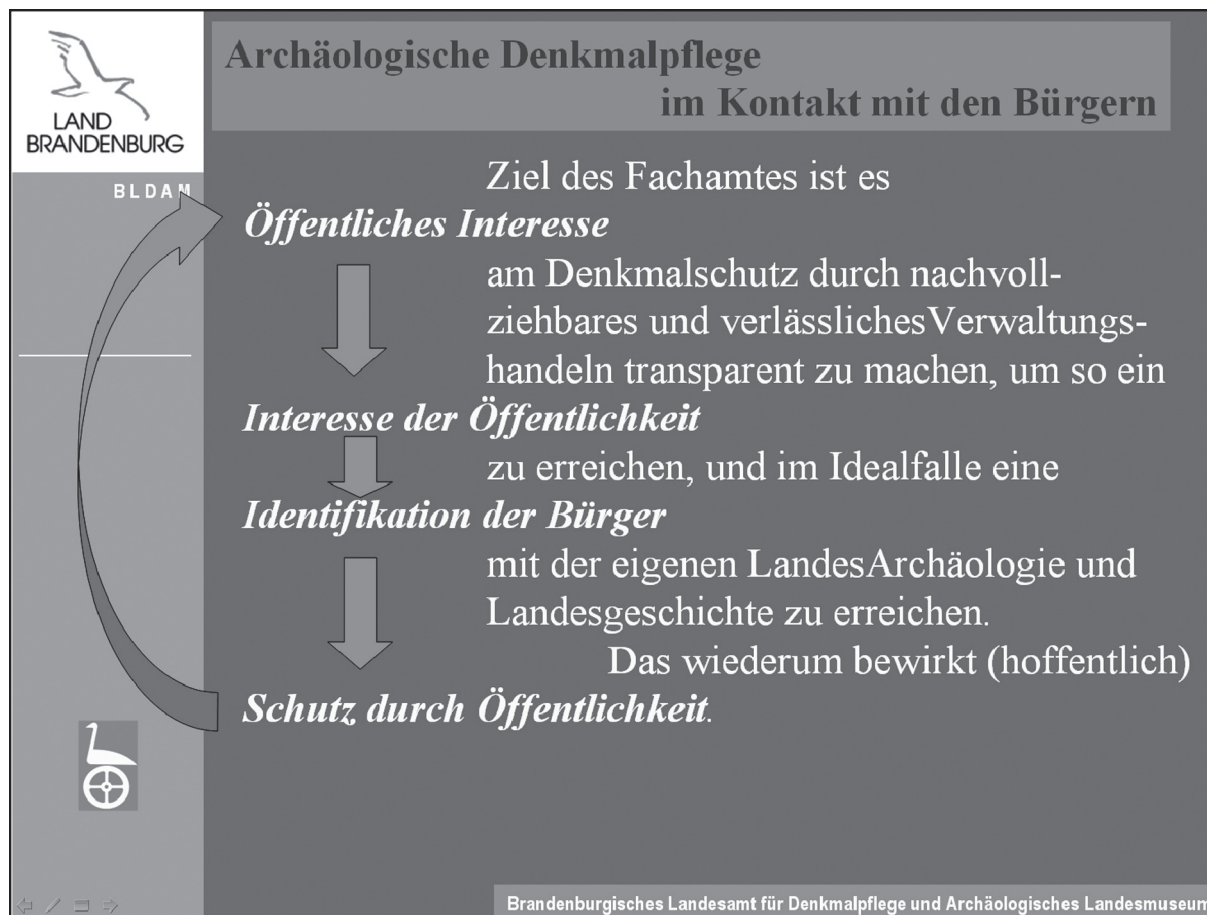 LAND
BRANDENBURG
BLDAM
Archäologische Denkmalpflege
im Kontakt mit den Bürgern
Ziel des Fachamtes ist es
Öffentliches Interesse
am Denkmalschutz durch nachvoll-
ziehbares und verlässlichesVerwaltungs-
handeln transparent zu machen, um so ein
Interesse der Öffentlichkeit
zu erreichen, und im Idealfalle eine
Identifikation der Bürger
mit der eigenen LandesArchäologie und
Landesgeschichte zu erreichen.
Das wiederum bewirkt (hoffentlich)
Schutz durch Öffentlichkeit.
Brandenburgisches Landesamt für Denkmalpflege und Archäologisches Landesmuseum